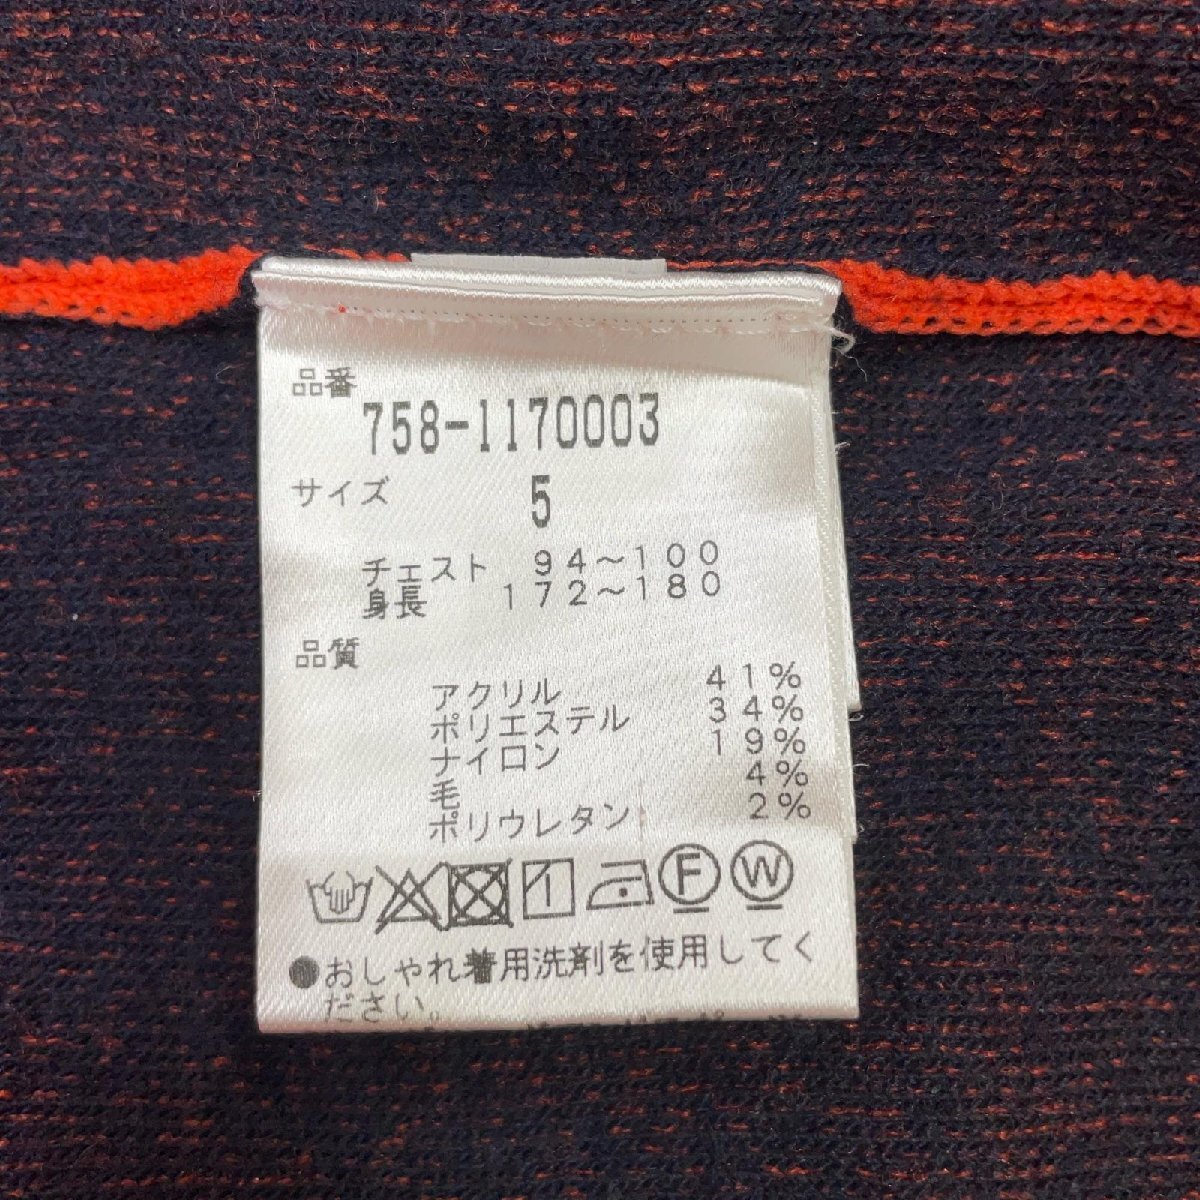 品番
758-1170003
サイズ 5
チェスト 94～100
身長 172～180
品質
アクリル 41%
ポリエステル 34%
ナイロン 19%
毛 4%
ポリウレタン 2%
F W
●おしゃれ着用洗剤を使用してく
ださい。